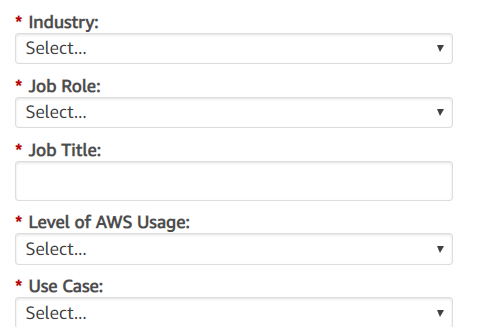 * Industry:
Select...
* Job Role:
Select...
* Job Title:
* Level of AWS Usage:
Select...
* Use Case:
Select...